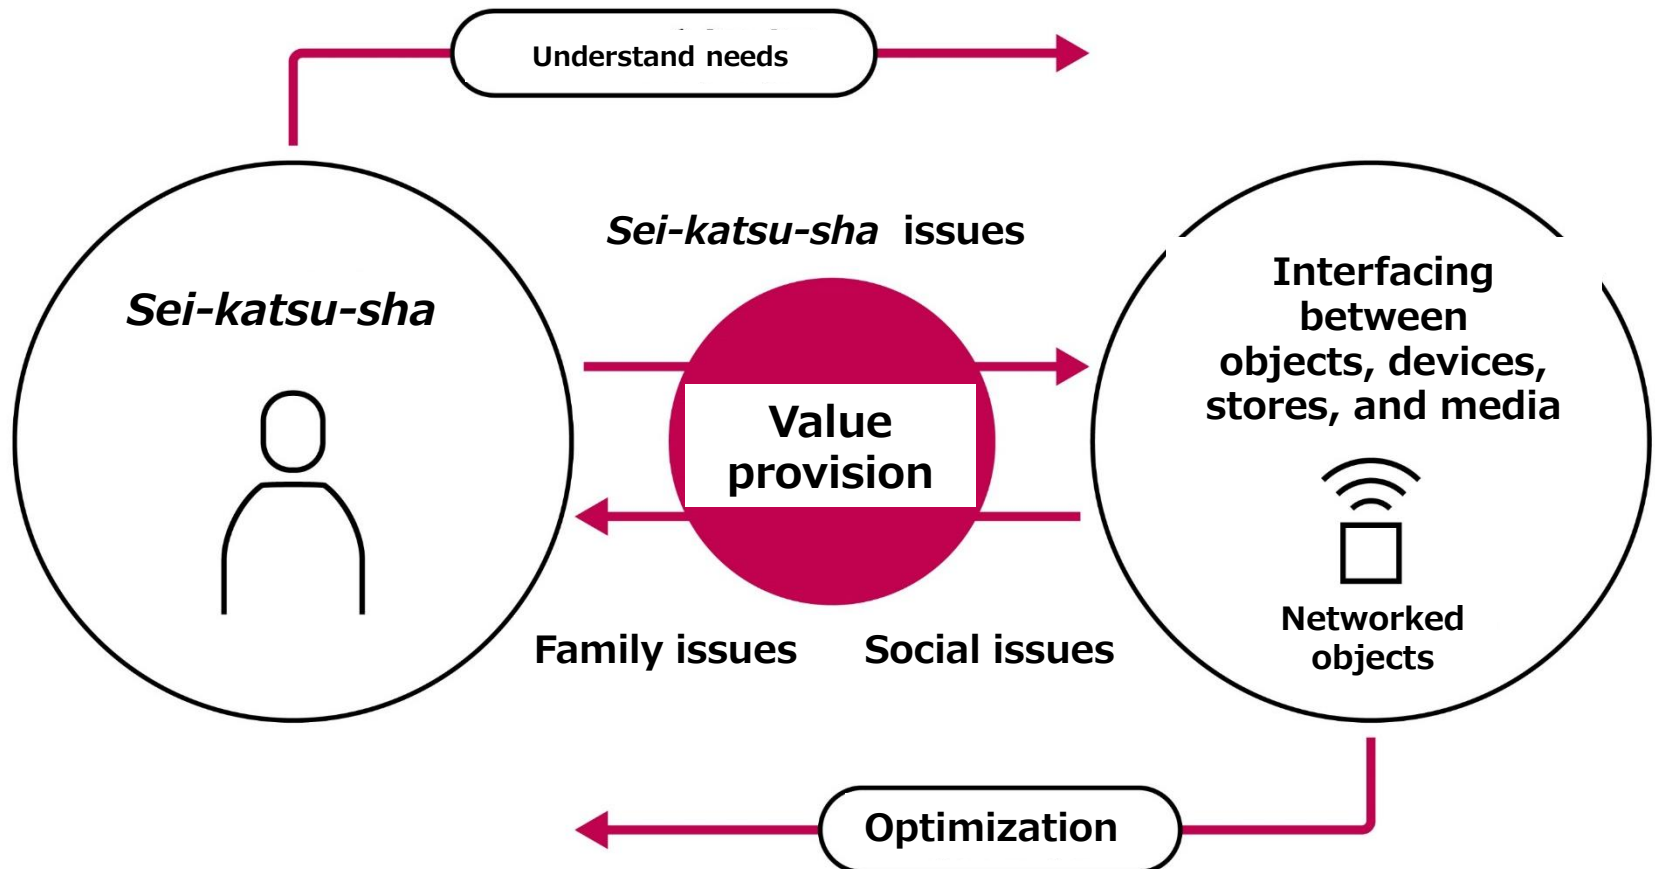 Understand needs
Sei-katsu-sha issues
Sei-katsu-sha
Interfacing
between
objects, devices,
stores, and media
Value
provision
Networked
objects
Family issues
Social issues
Optimization